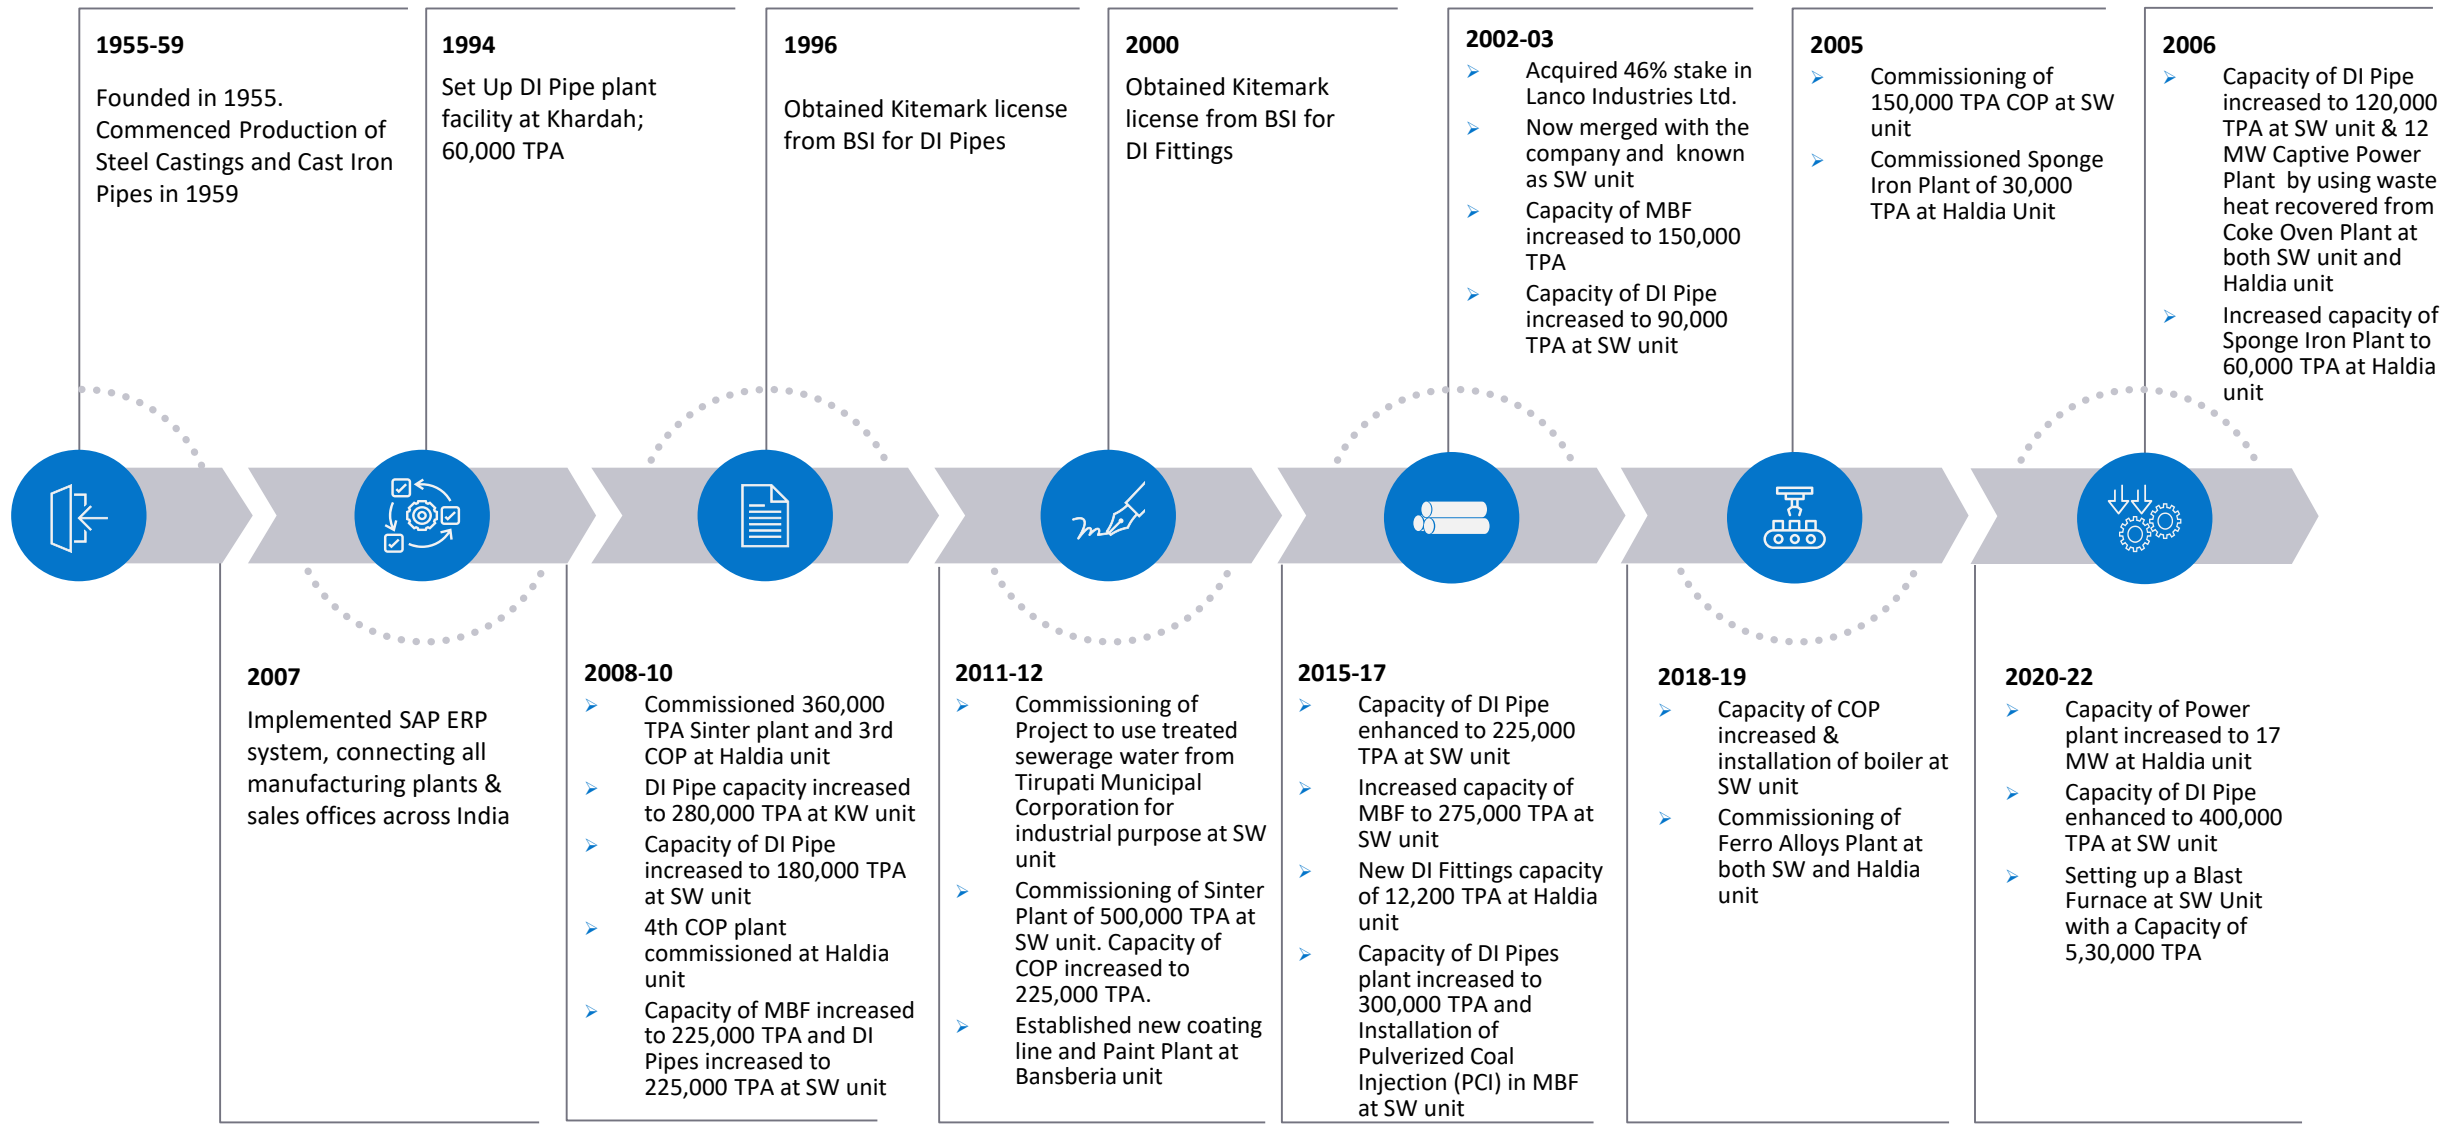 1955-59
Founded in 1955.
Commenced Production of
Steel Castings and Cast Iron
Pipes in 1959
1994
Set Up DI Pipe plant
facility at Khardah;
60,000 TPA
1996
Obtained Kitemark license
from BSI for DI Pipes
2000
Obtained Kitemark
license from BSI for
DI Fittings
2002-03
➢ Acquired 46% stake in
Lanco Industries Ltd.
➢ Now merged with the
company and known
as SW unit
➢ Capacity of MBF
increased to 150,000
TPA
➢ Capacity of DI Pipe
increased to 90,000
TPA at SW unit
2005
➢ Commissioning of
150,000 TPA COP at SW
unit
➢ Commissioned Sponge
Iron Plant of 30,000
TPA at Haldia Unit
2006
➢ Capacity of DI Pipe
increased to 120,000
TPA at SW unit & 12
MW Captive Power
Plant by using waste
heat recovered from
Coke Oven Plant at
both SW unit and
Haldia unit
➢ Increased capacity of
Sponge Iron Plant to
60,000 TPA at Haldia
unit
2007
Implemented SAP ERP
system, connecting all
manufacturing plants &
sales offices across India
2008-10
➢ Commissioned 360,000
TPA Sinter plant and 3rd
COP at Haldia unit
➢ DI Pipe capacity increased
to 280,000 TPA at KW unit
➢ Capacity of DI Pipe
increased to 180,000 TPA
at SW unit
➢ 4th COP plant
commissioned at Haldia
unit
➢ Capacity of MBF increased
to 225,000 TPA and DI
Pipes increased to
225,000 TPA at SW unit
2011-12
➢ Commissioning of
Project to use treated
sewerage water from
Tirupati Municipal
Corporation for
industrial purpose at SW
unit
➢ Commissioning of Sinter
Plant of 500,000 TPA at
SW unit. Capacity of
COP increased to
225,000 TPA.
➢ Established new coating
line and Paint Plant at
Bansberia unit
2015-17
➢ Capacity of DI Pipe
enhanced to 225,000
TPA at SW unit
➢ Increased capacity of
MBF to 275,000 TPA at
SW unit
➢ New DI Fittings capacity
of 12,200 TPA at Haldia
unit
➢ Capacity of DI Pipes
plant increased to
300,000 TPA and
Installation of
Pulverized Coal
Injection (PCI) in MBF
at SW unit
2018-19
➢ Capacity of COP
increased &
installation of boiler at
SW unit
➢ Commissioning of
Ferro Alloys Plant at
both SW and Haldia
unit
2020-22
➢ Capacity of Power
plant increased to 17
MW at Haldia unit
➢ Capacity of DI Pipe
enhanced to 400,000
TPA at SW unit
➢ Setting up a Blast
Furnace at SW Unit
with a Capacity of
5,30,000 TPA